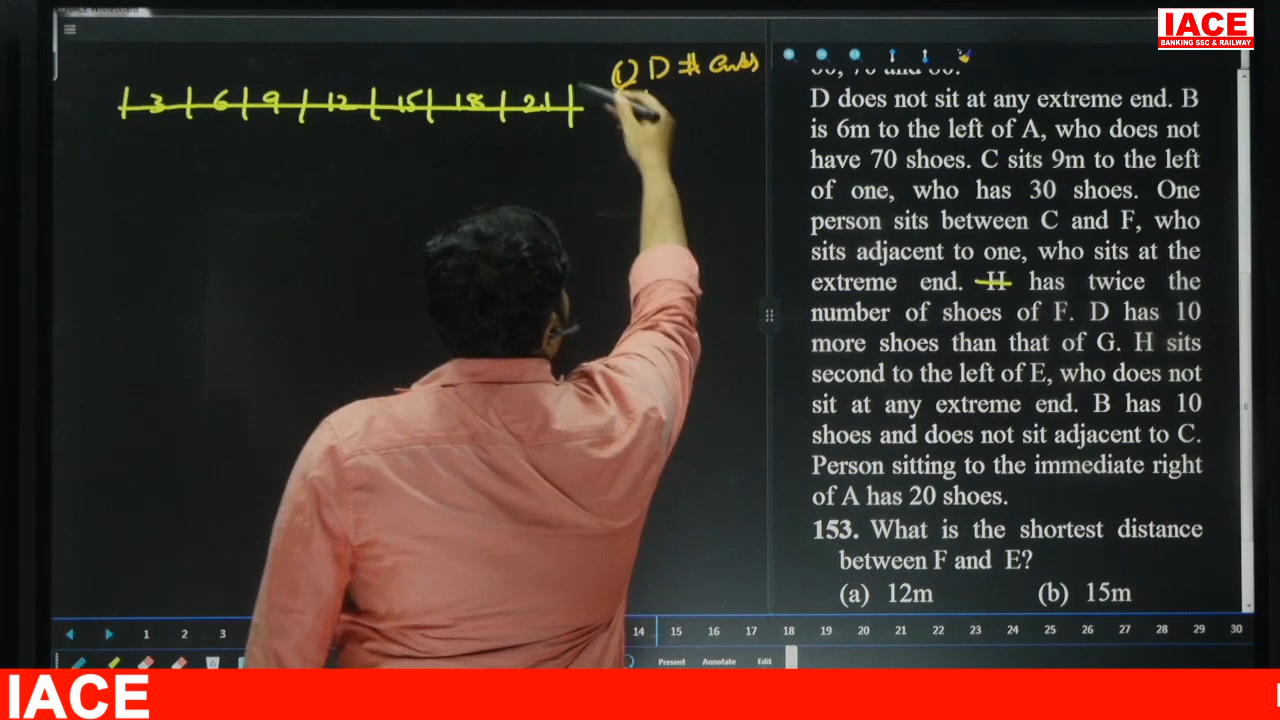 IACE
BANKING SSC & RAILWAY
① D # ends
3 6 9 12 15 18 21
D does not sit at any extreme end. B
is 6m to the left of A, who does not
have 70 shoes. C sits 9m to the left
of one, who has 30 shoes. One
person sits between C and F, who
sits adjacent to one, who sits at the
extreme end. H has twice the
number of shoes of F. D has 10
more shoes than that of G. H sits
second to the left of E, who does not
sit at any extreme end. B has 10
shoes and does not sit adjacent to C.
Person sitting to the immediate right
of A has 20 shoes.
153. What is the shortest distance
between F and E?
(a) 12m (b) 15m
1 2 3 14 15 16 17 18 19 20 21 22 23 24 25 26 27 28 29 30
Present Annotate Edit
IACE